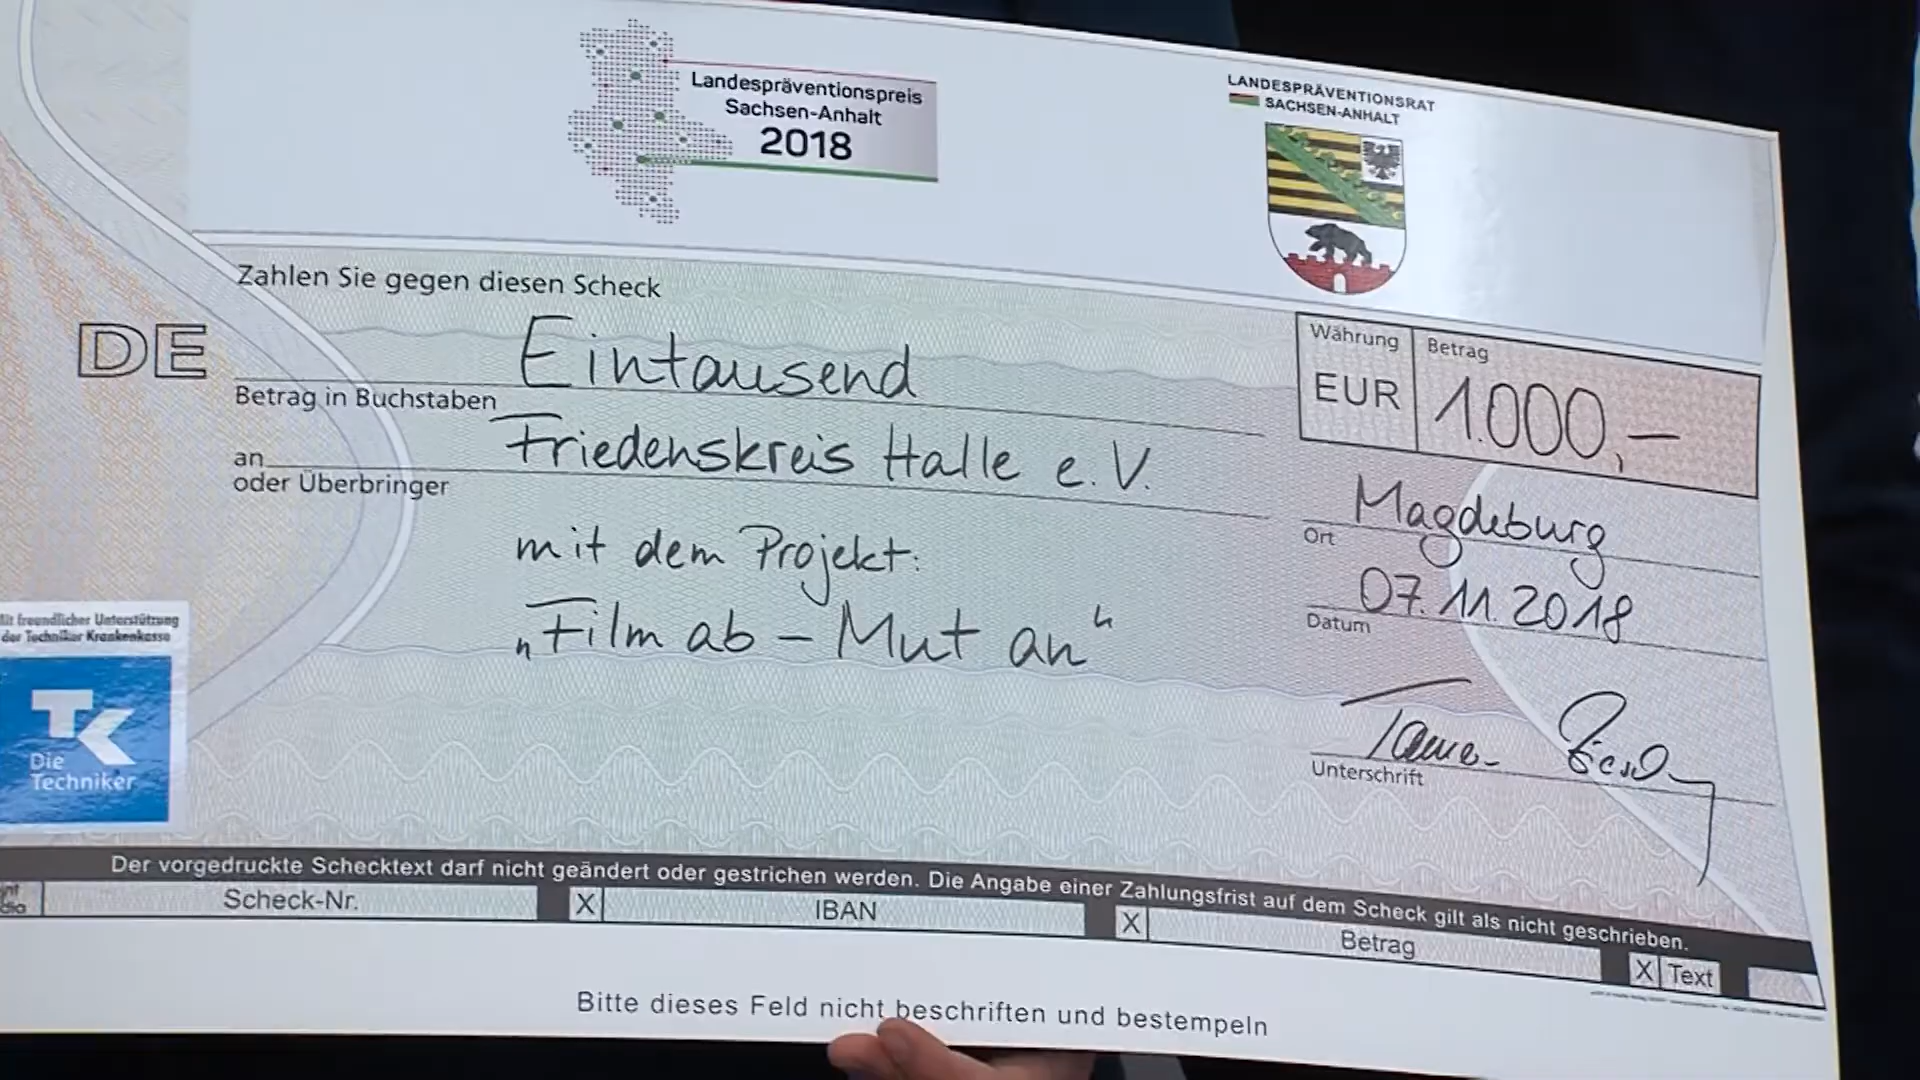 Landespräventionspreis
Sachsen-Anhalt
2018
LANDESPRÄVENTIONSRAT
SACHSEN-ANHALT
Zahlen Sie gegen diesen Scheck
DE
Eintausend
Betrag in Buchstaben
Währung
EUR
Betrag
1.000,–
Friedenskreis Halle e.V.
an
oder Überbringer
mit dem Projekt:
„Film ab – Mut an“
Magdeburg
Ort
07.11.2018
Datum
Unterschrift
Mit freundlicher Unterstützung
der Techniker Krankenkasse
TK
Die
Techniker
Der vorgedruckte Schecktext darf nicht geändert oder gestrichen werden. Die Angabe einer Zahlungsfrist auf dem Scheck gilt als nicht geschrieben.
Scheck-Nr. X IBAN X Betrag X Text
Bitte dieses Feld nicht beschriften und bestempeln